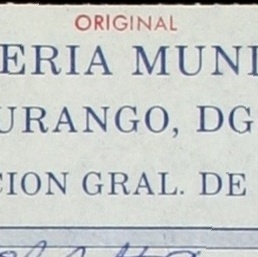 ORIGINAL
ERIA MUNI
URANGO, DG
CION GRAL. DE